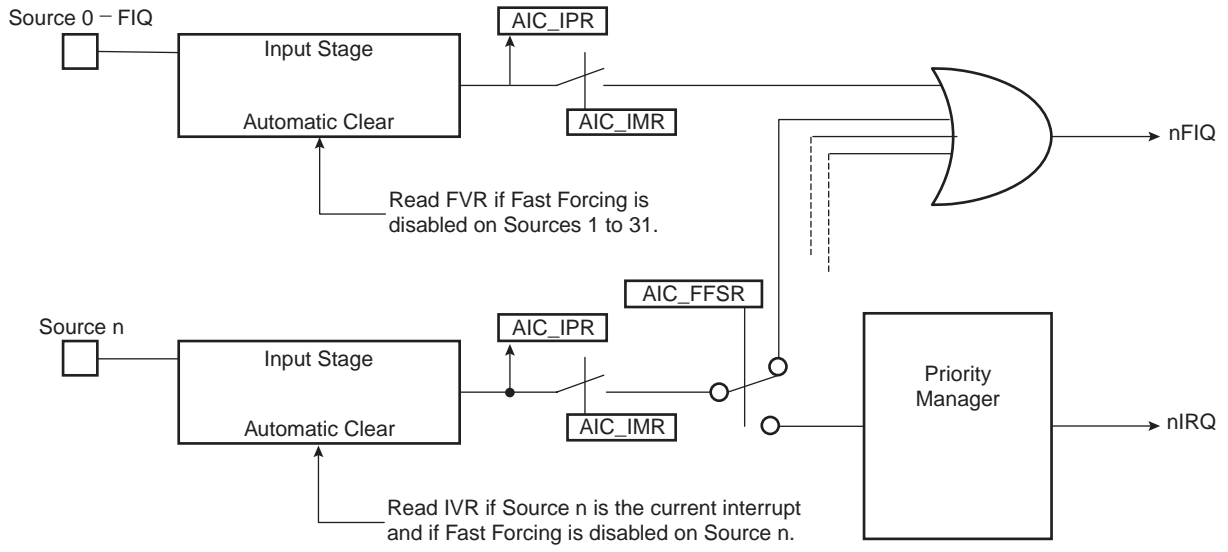 Source 0 – FIQ
AIC_IPR
Input Stage
Automatic Clear
AIC_IMR
nFIQ
Read FVR if Fast Forcing is
disabled on Sources 1 to 31.
AIC_FFSR
Source n
AIC_IPR
Input Stage
Automatic Clear
AIC_IMR
Priority
Manager
nIRQ
Read IVR if Source n is the current interrupt
and if Fast Forcing is disabled on Source n.